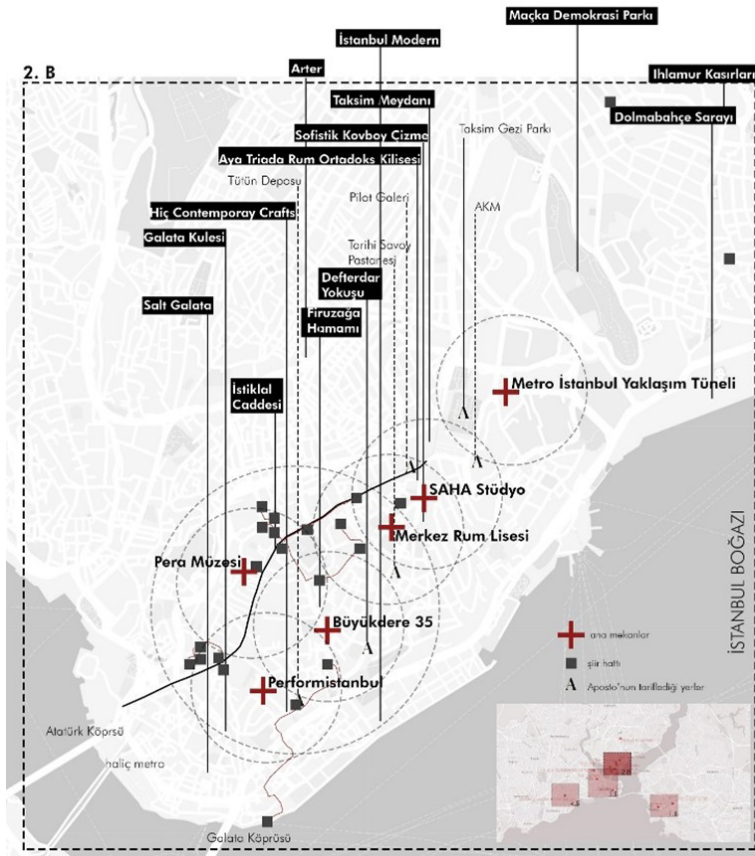 Maçka Demokrasi Parkı
İstanbul Modern
2. B
Arter
Ihlamur Kasırları
Taksim Meydanı
Dolmabahçe Sarayı
Sofistik Kovboy Çizme
Taksim Gezi Parkı
Aya Triada Rum Ortadoks Kilisesi
Tütün Deposu
Pilot Galeri
AKM
Hiç Contemporay Crafts
Galata Kulesi
Tarihi Savoy
Pastanesi
Defterdar
Yokuşu
Salt Galata
Firuzağa
Hamamı
İstiklal
Caddesi
Metro İstanbul Yaklaşım Tüneli
SAHA Stüdyo
Merkez Rum Lisesi
Pera Müzesi
Büyükdere 35
Performistanbul
İSTANBUL BOĞAZI
ana mekanlar
şiir hattı
Aposto'nun tariflediği yerler
Atatürk Köprsü
haliç metro
Galata Köprüsü